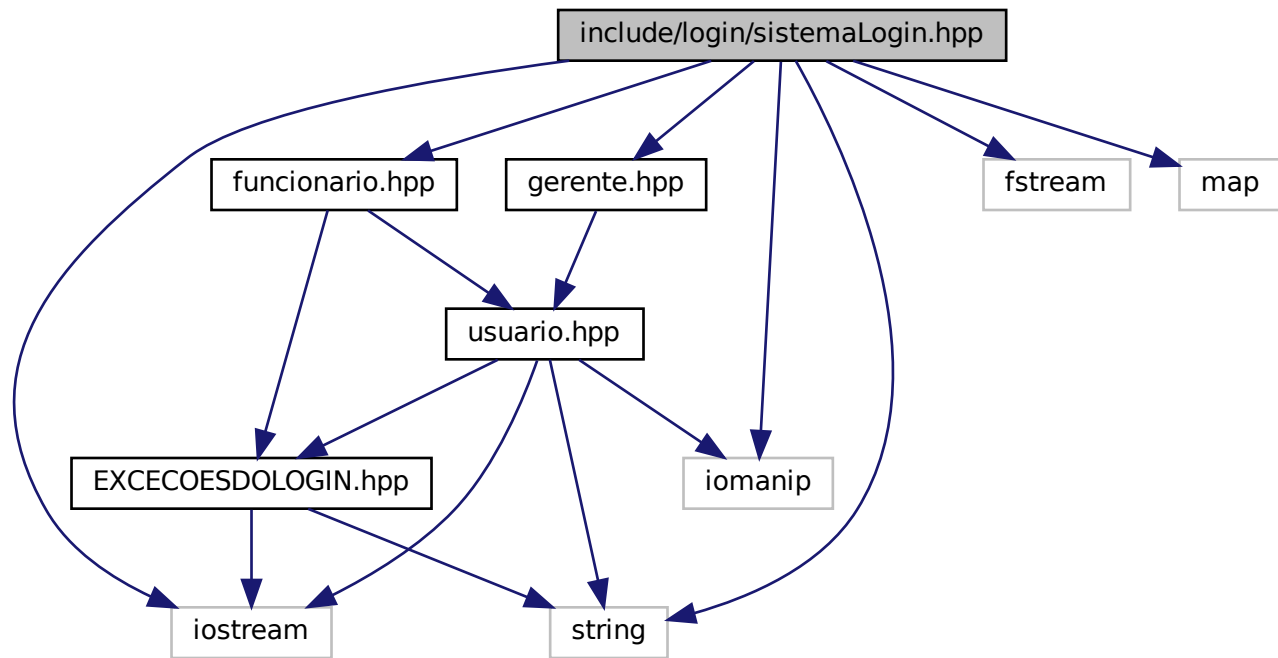 include/login/sistemaLogin.hpp
funcionario.hpp
gerente.hpp
fstream
map
usuario.hpp
EXCECOESDOLOGIN.hpp
iomanip
iostream
string